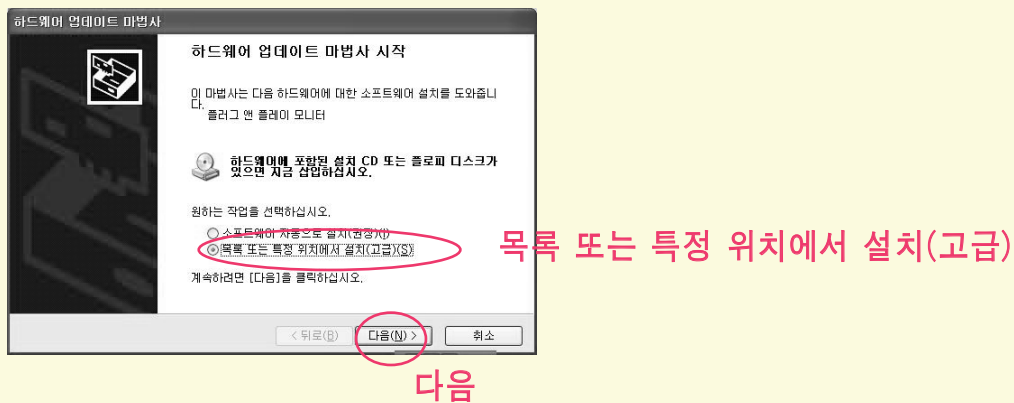 하드웨어 업데이트 마법사
하드웨어 업데이트 마법사 시작
이 마법사는 다음 하드웨어에 대한 소프트웨어 설치를 도와줍니
다.
플러그 앤 플레이 모니터
하드웨어에 포함된 설치 CD 또는 플로피 디스크가
있으면 지금 삽입하십시오.
원하는 작업을 선택하십시오.
소프트웨어 자동으로 설치(권장)(I)
목록 또는 특정 위치에서 설치(고급)(S)
목록 또는 특정 위치에서 설치(고급)
계속하려면 [다음]을 클릭하십시오.
< 뒤로(B) 다음(N) > 취소
다음